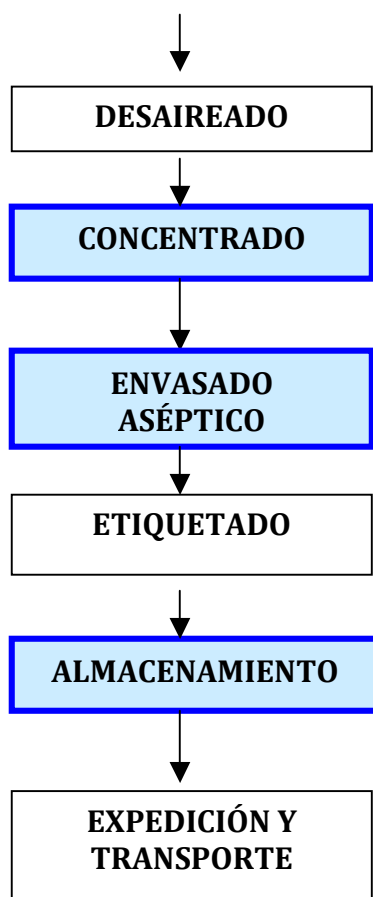 DESAIREADO
CONCENTRADO
ENVASADO
ASÉPTICO
ETIQUETADO
ALMACENAMIENTO
EXPEDICIÓN Y
TRANSPORTE